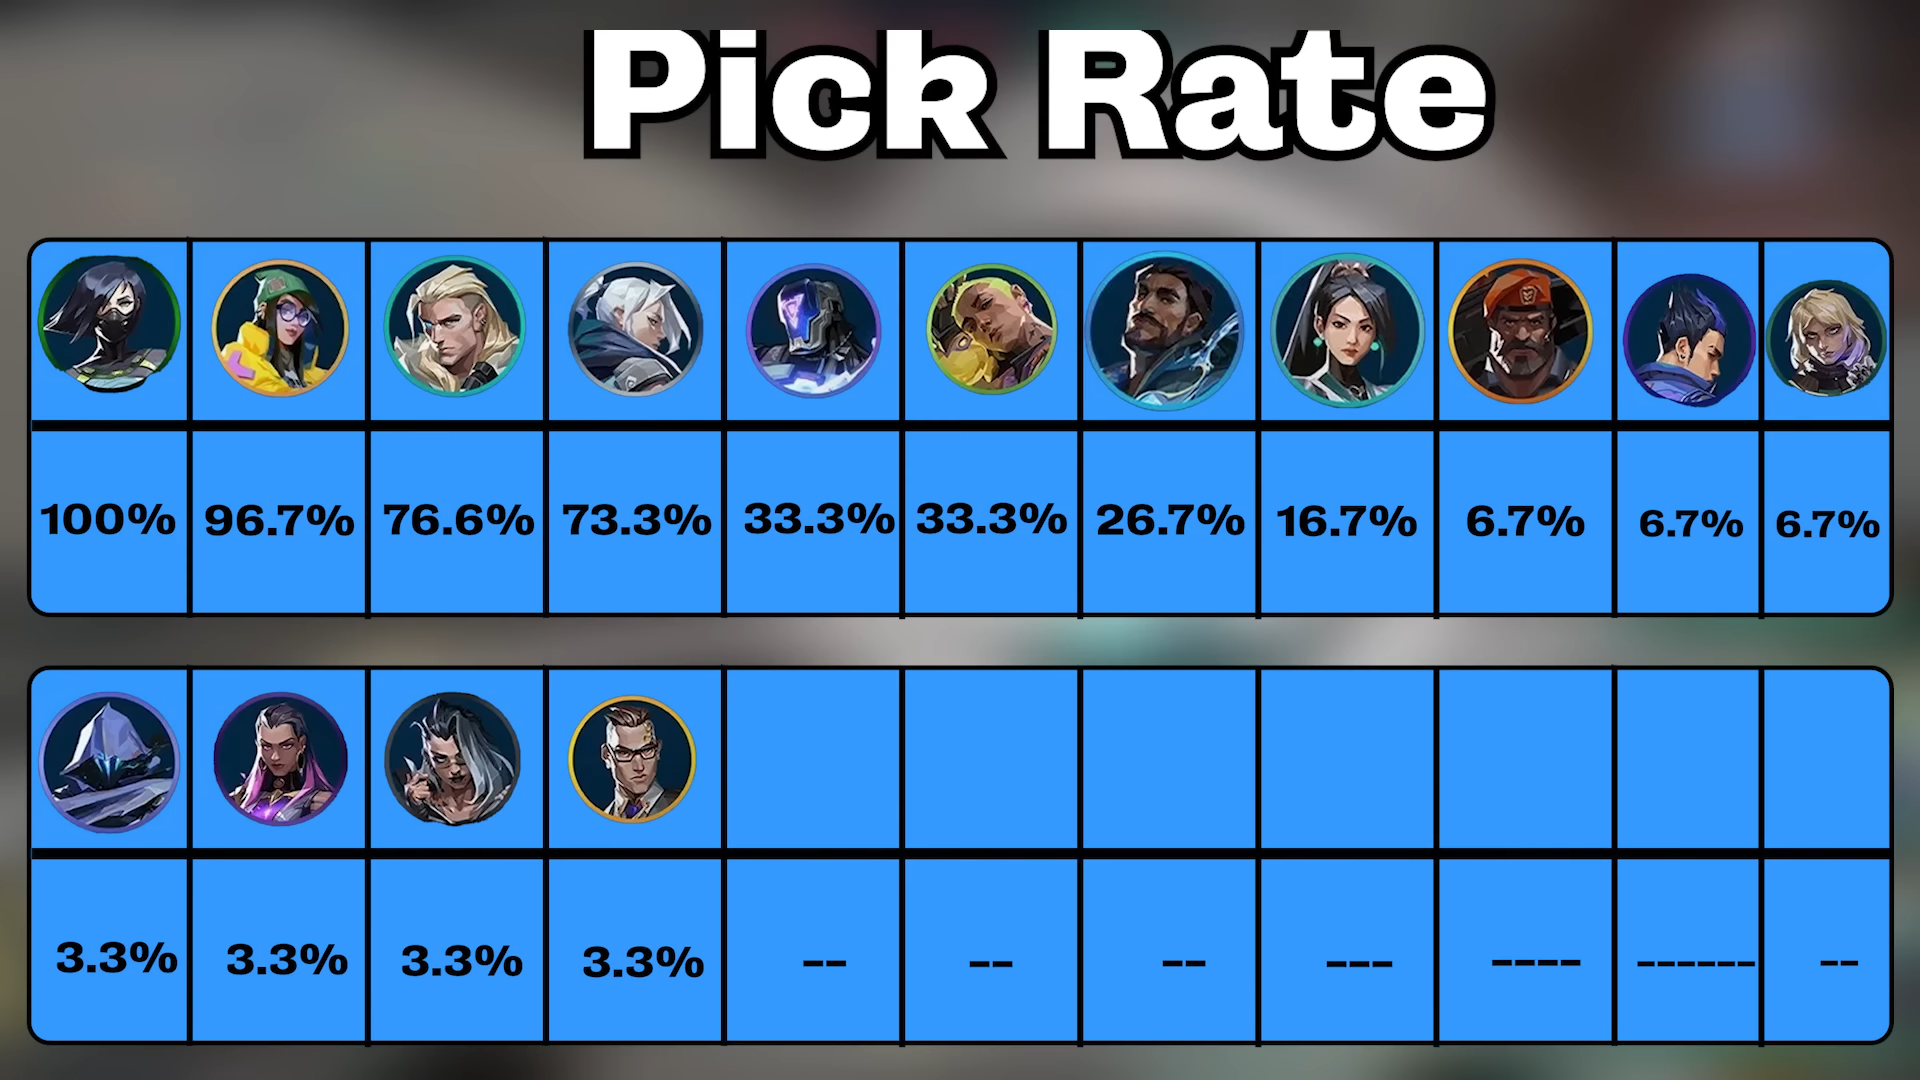 Pick Rate
100% 96.7% 76.6% 73.3% 33.3% 33.3% 26.7% 16.7% 6.7% 6.7% 6.7%
3.3% 3.3% 3.3% 3.3% -- -- -- --- ---- ------ --